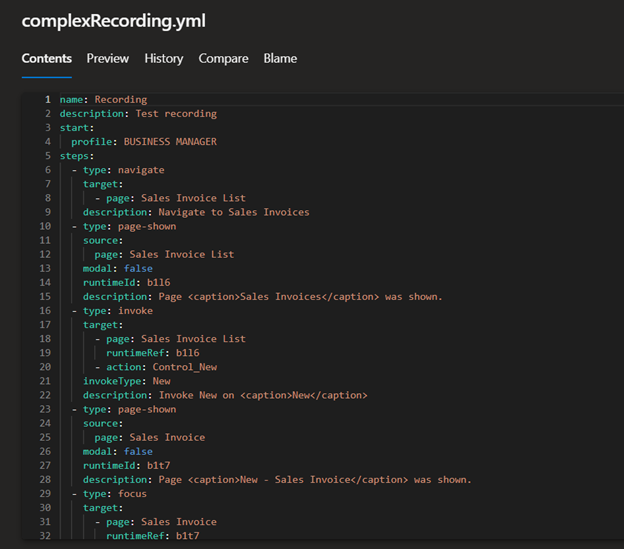 complexRecording.yml
Contents Preview History Compare Blame
1 name: Recording
2 description: Test recording
3 start:
4   profile: BUSINESS MANAGER
5 steps:
6   - type: navigate
7     target:
8       - page: Sales Invoice List
9     description: Navigate to Sales Invoices
10   - type: page-shown
11     source:
12       page: Sales Invoice List
13     modal: false
14     runtimeId: b1l6
15     description: Page <caption>Sales Invoices</caption> was shown.
16   - type: invoke
17     target:
18       - page: Sales Invoice List
19         runtimeRef: b1l6
20       - action: Control_New
21     invokeType: New
22     description: Invoke New on <caption>New</caption>
23   - type: page-shown
24     source:
25       page: Sales Invoice
26     modal: false
27     runtimeId: b1t7
28     description: Page <caption>New - Sales Invoice</caption> was shown.
29   - type: focus
30     target:
31       - page: Sales Invoice
32         runtimeRef: b1t7